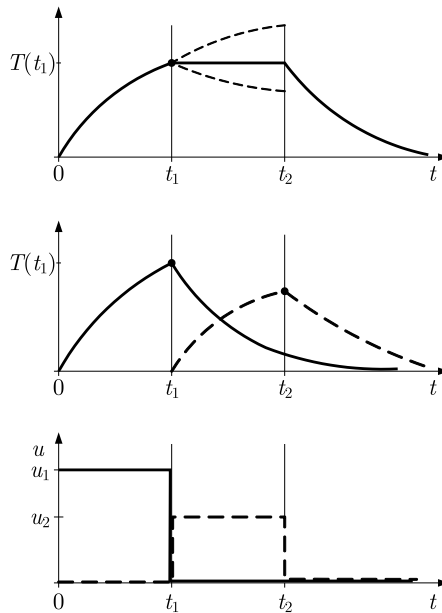 T(t₁)
0 t₁ t₂ t
T(t₁)
0 t₁ t₂ t
u
u₁
u₂
0 t₁ t₂ t